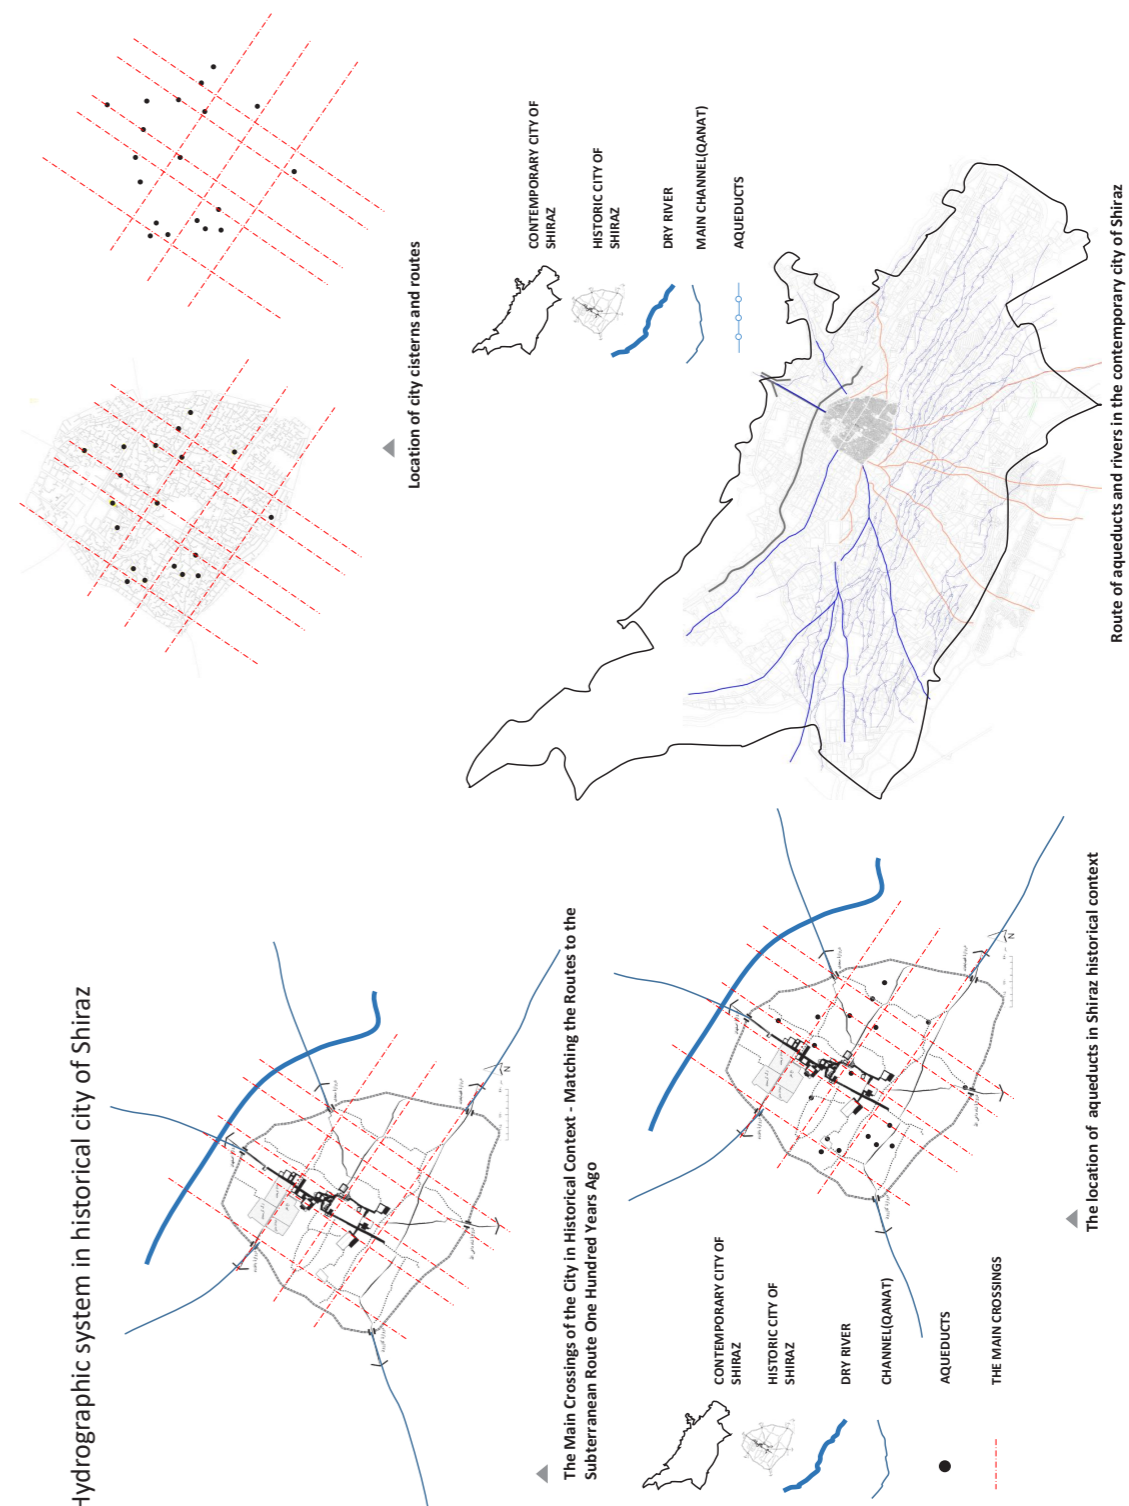 Hydrographic system in historical city of Shiraz
The Main Crossings of the City in Historical Context - Matching the Routes to the
Subterranean Route One Hundred Years Ago
Location of city cisterns and routes
CONTEMPORARY CITY OF
SHIRAZ
HISTORIC CITY OF
SHIRAZ
DRY RIVER
CHANNEL(QANAT)
AQUEDUCTS
THE MAIN CROSSINGS
N
The location of aqueducts in Shiraz historical context
CONTEMPORARY CITY OF
SHIRAZ
HISTORIC CITY OF
SHIRAZ
DRY RIVER
MAIN CHANNEL(QANAT)
AQUEDUCTS
Route of aqueducts and rivers in the contemporary city of Shiraz